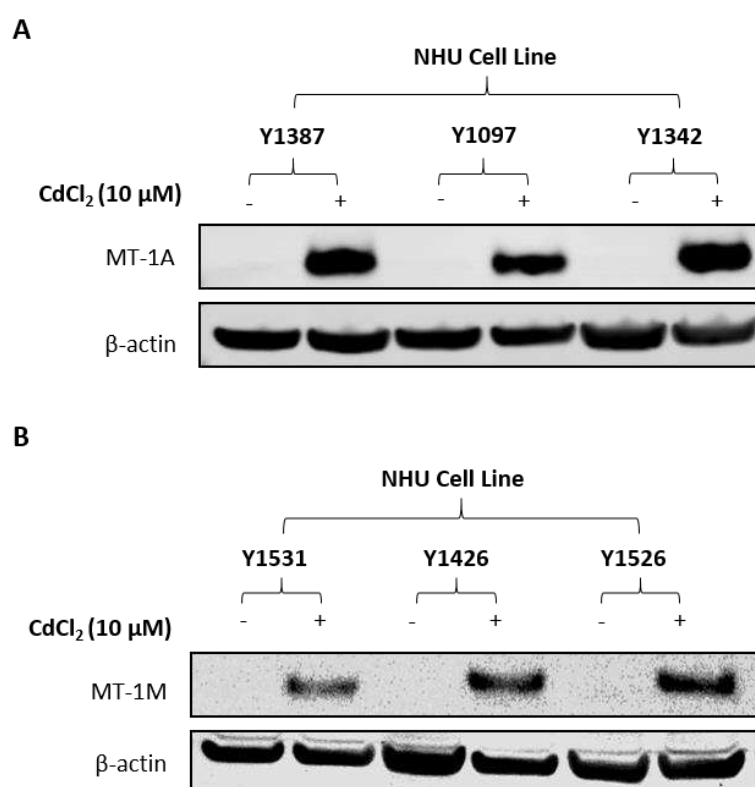 A
NHU Cell Line
Y1387 Y1097 Y1342
CdCl₂ (10 µM) - + - + - +
MT-1A
β-actin
B
NHU Cell Line
Y1531 Y1426 Y1526
- + - + - +
CdCl₂ (10 µM)
MT-1M
β-actin